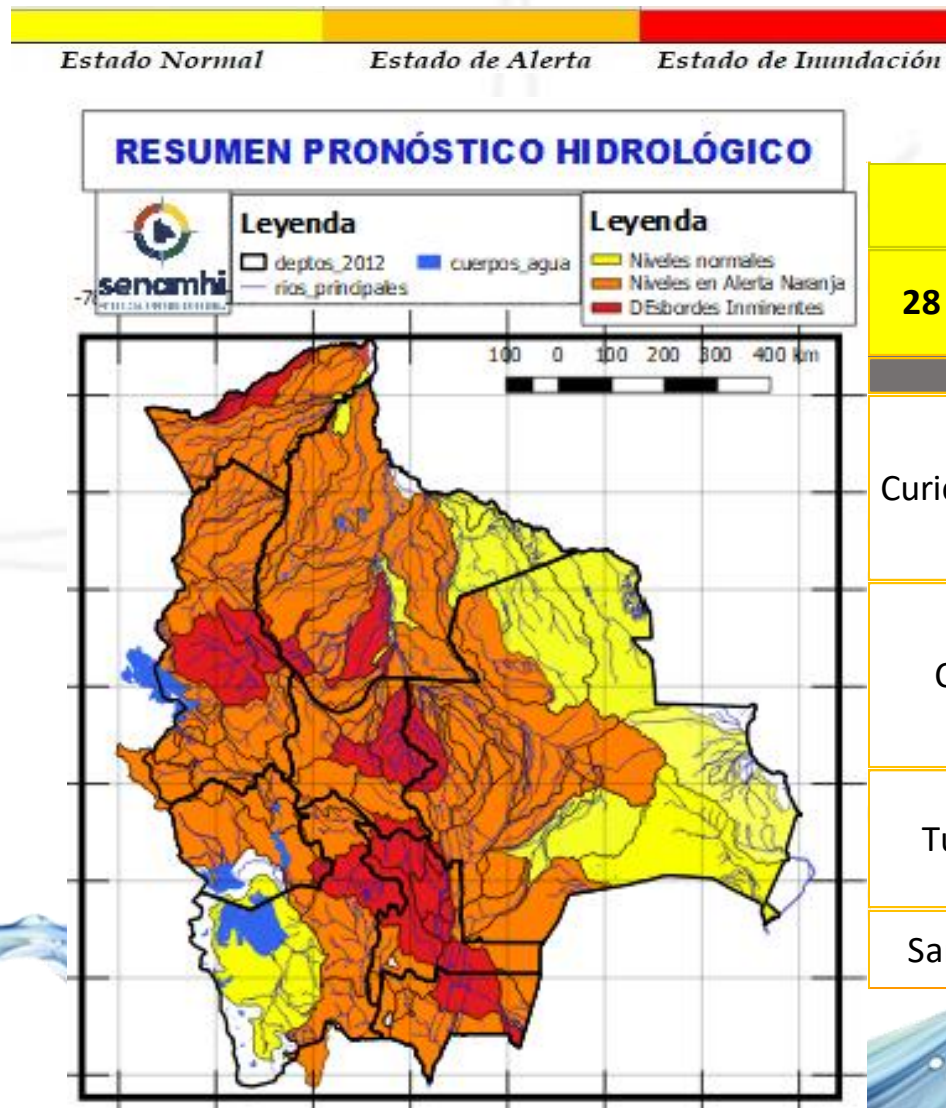 Estado Normal Estado de Alerta Estado de Inundación
RESUMEN PRONÓSTICO HIDROLÓGICO
senamhi
Leyenda
deptos_2012 cuerpos_agua
rios_principales
Leyenda
Niveles normales
Niveles en Alerta Naranja
DEsbordes Inminentes
100 0 100 200 300 400 km
28